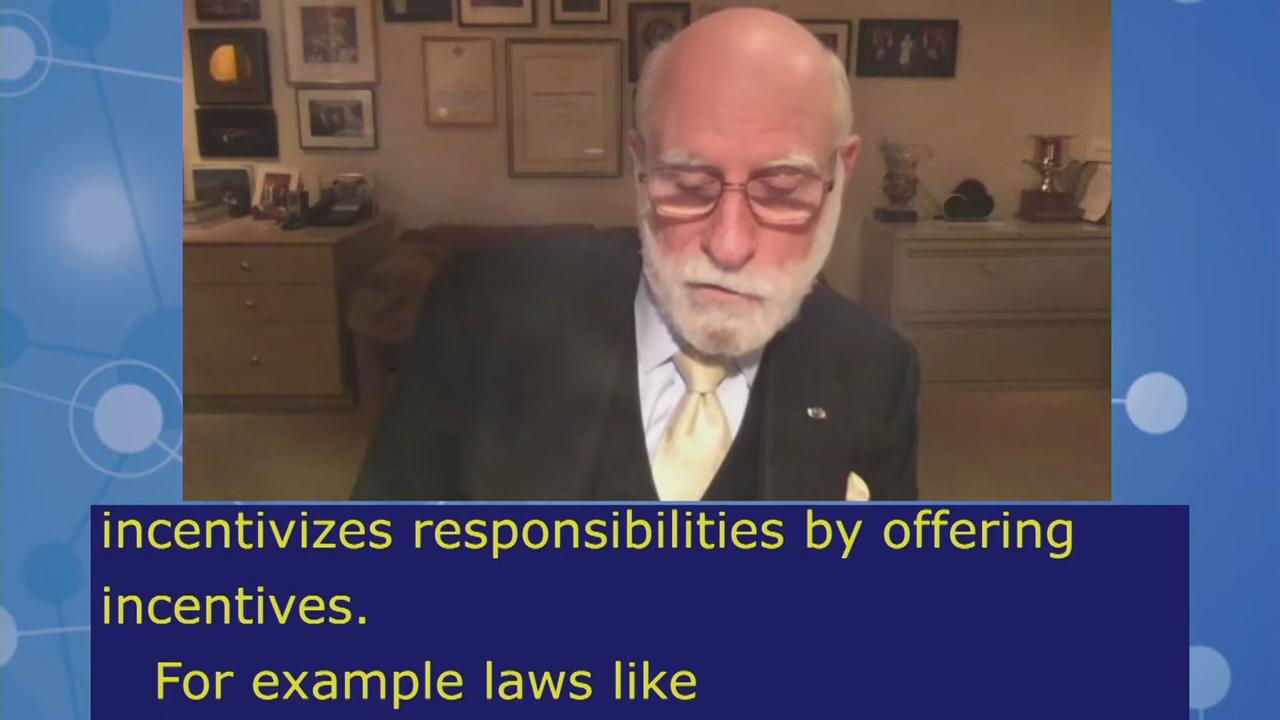 incentivizes responsibilities by offering
incentives.
For example laws like